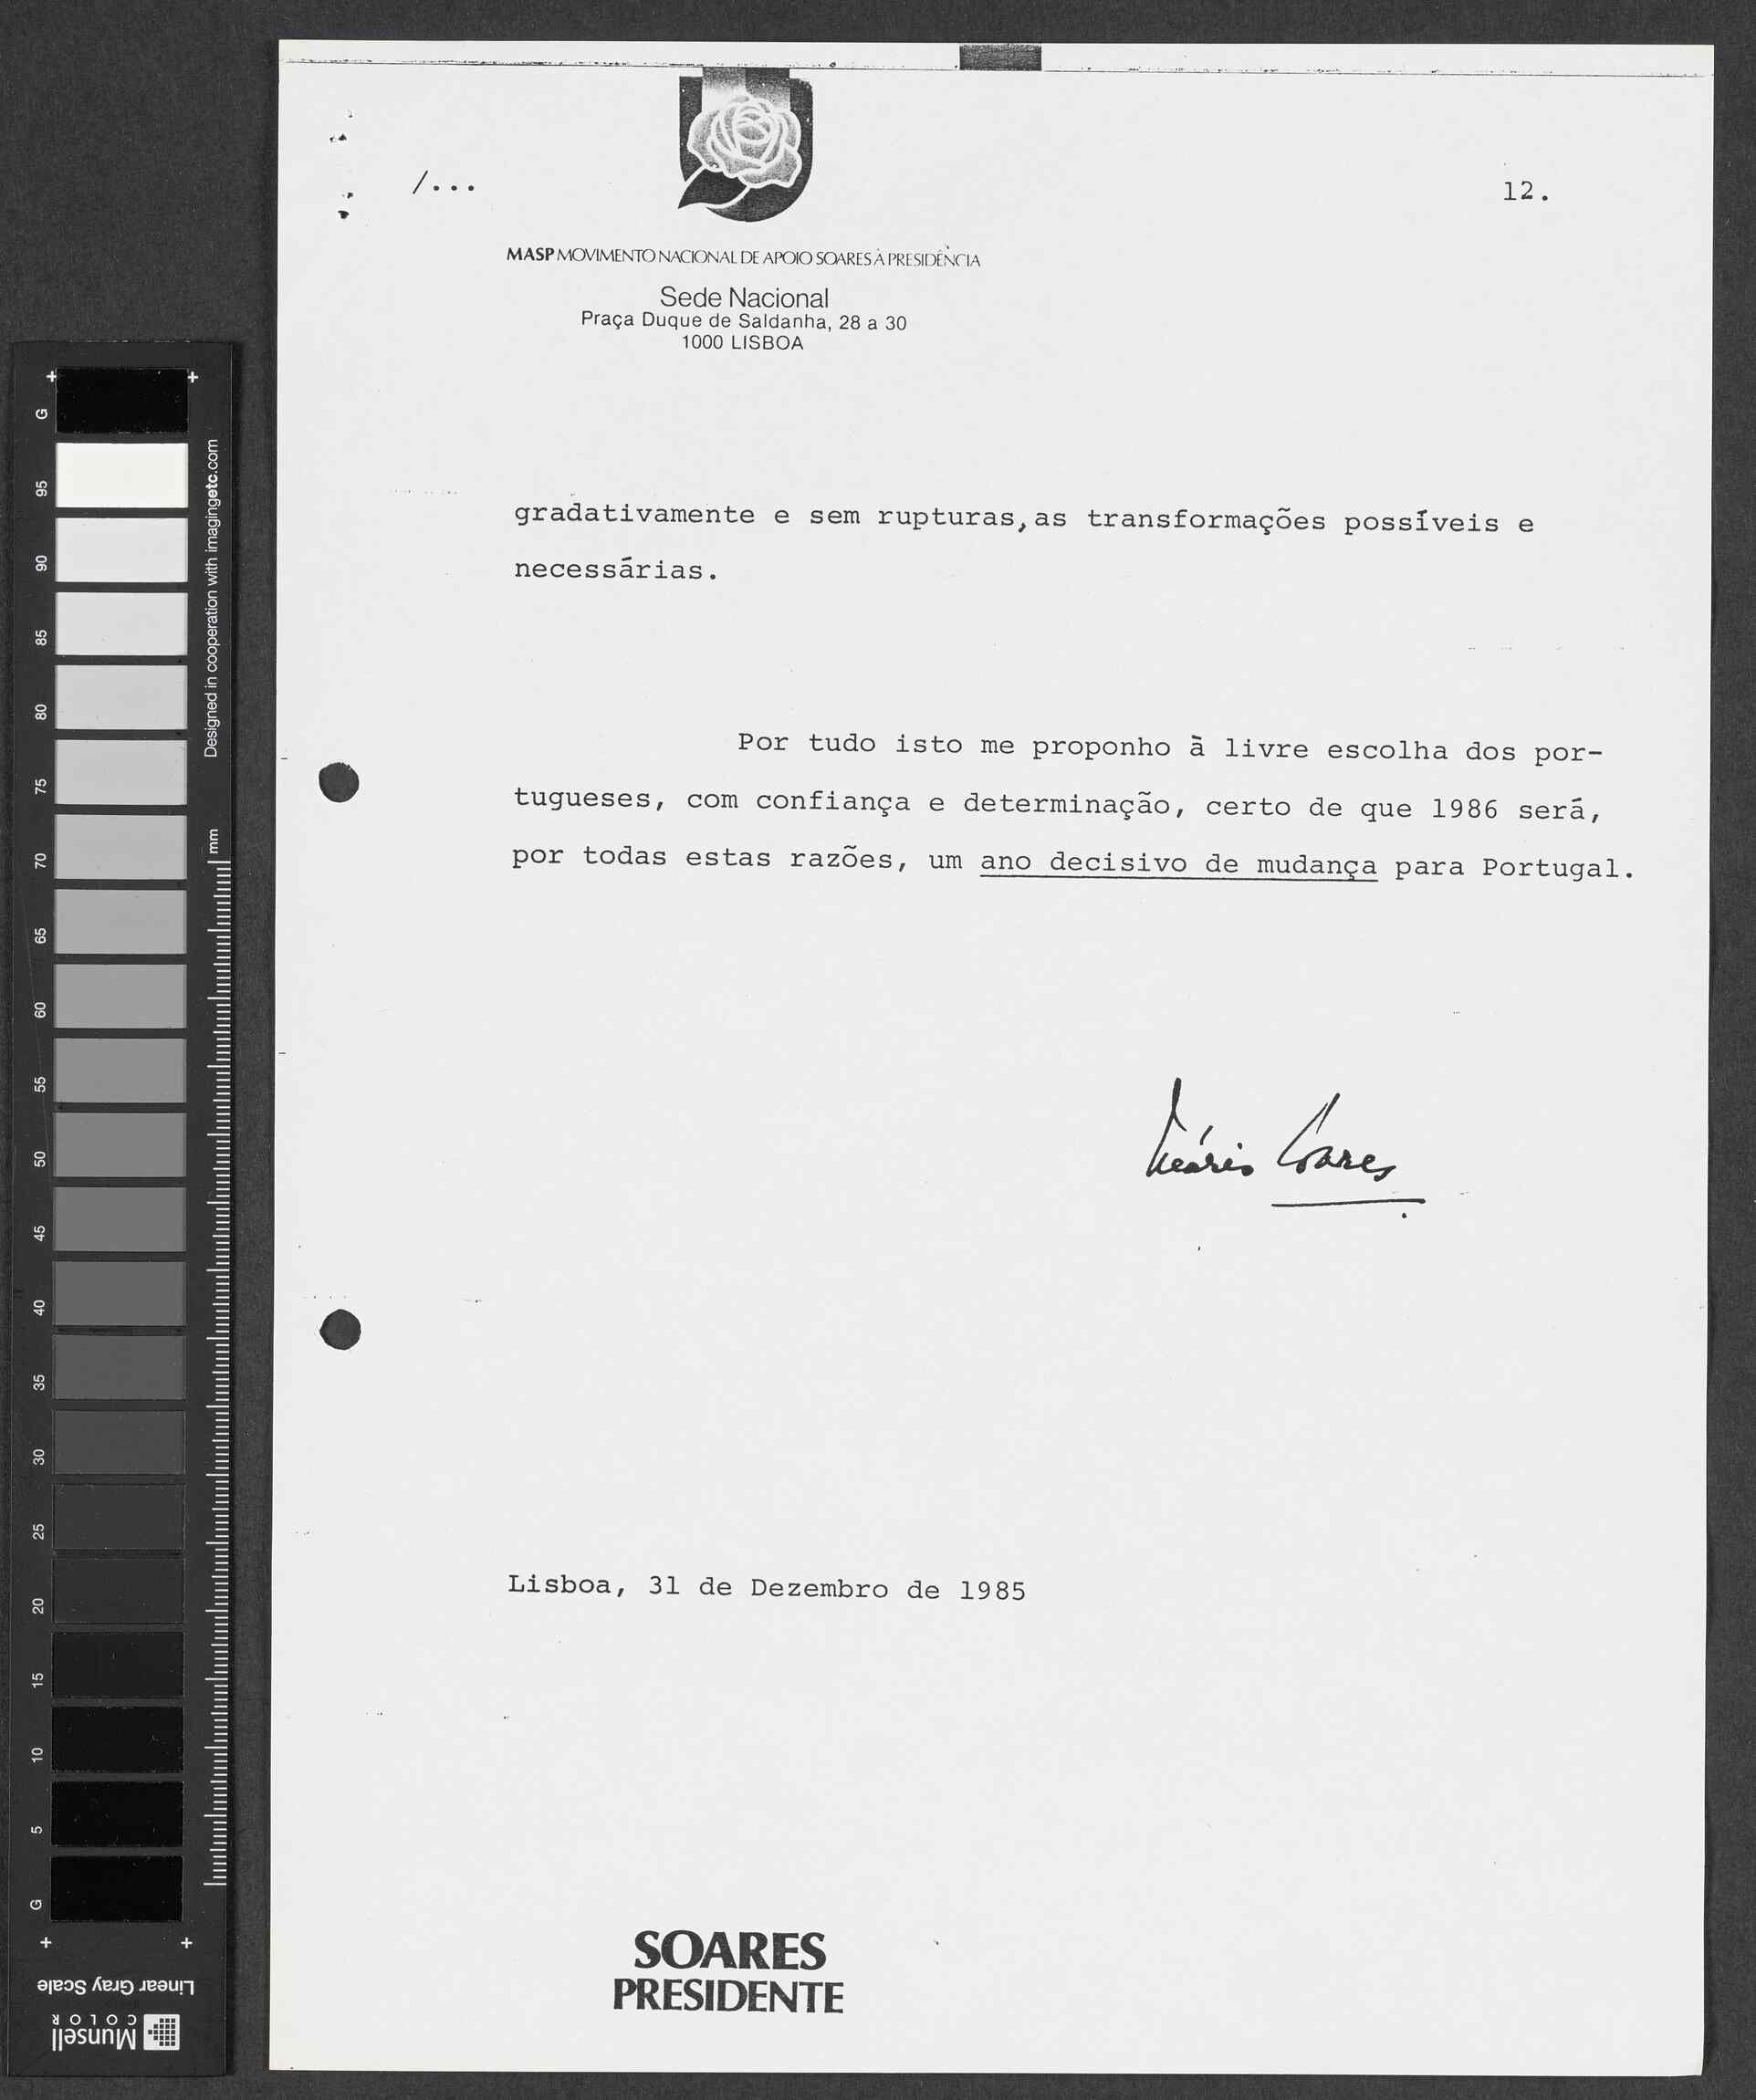 /...
12.
MASP MOVIMENTO NACIONAL DE APOIO SOARES À PRESIDÊNCIA
Sede Nacional
Praça Duque de Saldanha, 28 a 30
1000 LISBOA
gradativamente e sem rupturas, as transformações possíveis e
necessárias.
Por tudo isto me proponho à livre escolha dos por-
tugueses, com confiança e determinação, certo de que 1986 será,
por todas estas razões, um ano decisivo de mudança para Portugal.
Mário Soares
Lisboa, 31 de Dezembro de 1985
SOARES
PRESIDENTE
G
95
90
85
80
75
70
65
60
55
50
45
40
35
30
25
20
15
10
5
G
Designed in cooperation with imagingetc.com
mm
Linear Gray Scale
Munsell
COLOR